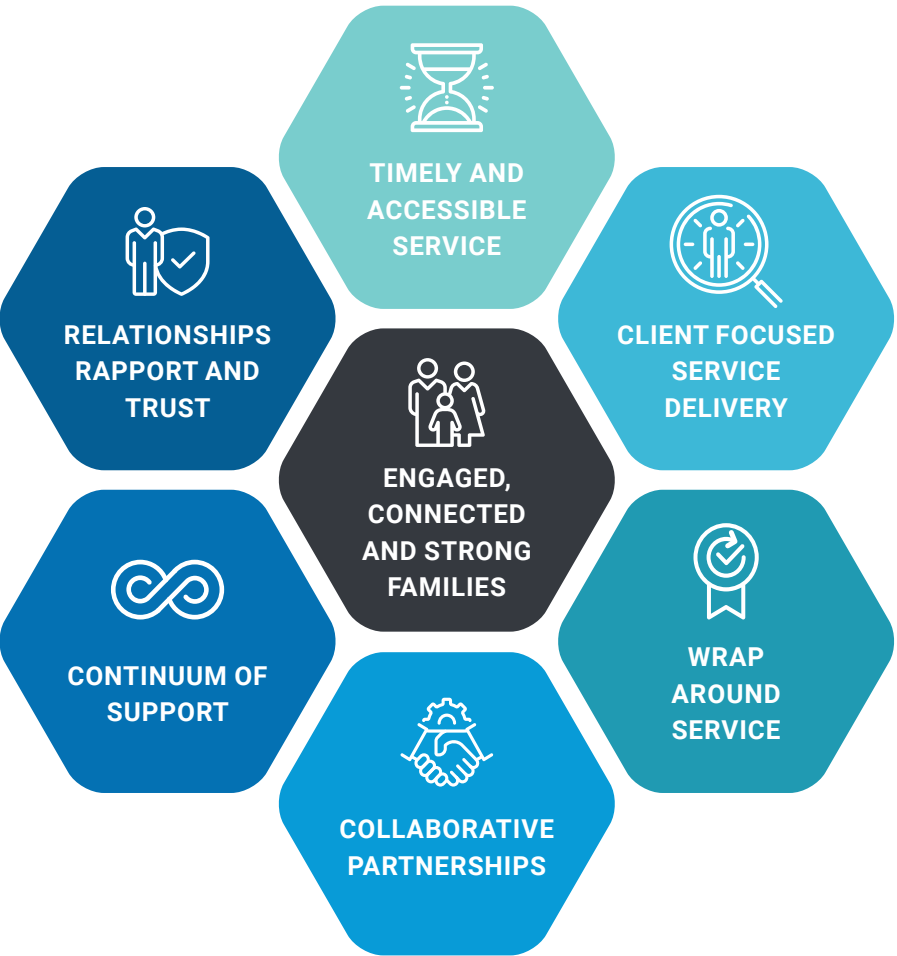 TIMELY AND
ACCESSIBLE
SERVICE
RELATIONSHIPS
RAPPORT AND
TRUST
CLIENT FOCUSED
SERVICE
DELIVERY
ENGAGED,
CONNECTED
AND STRONG
FAMILIES
CONTINUUM OF
SUPPORT
WRAP
AROUND
SERVICE
COLLABORATIVE
PARTNERSHIPS